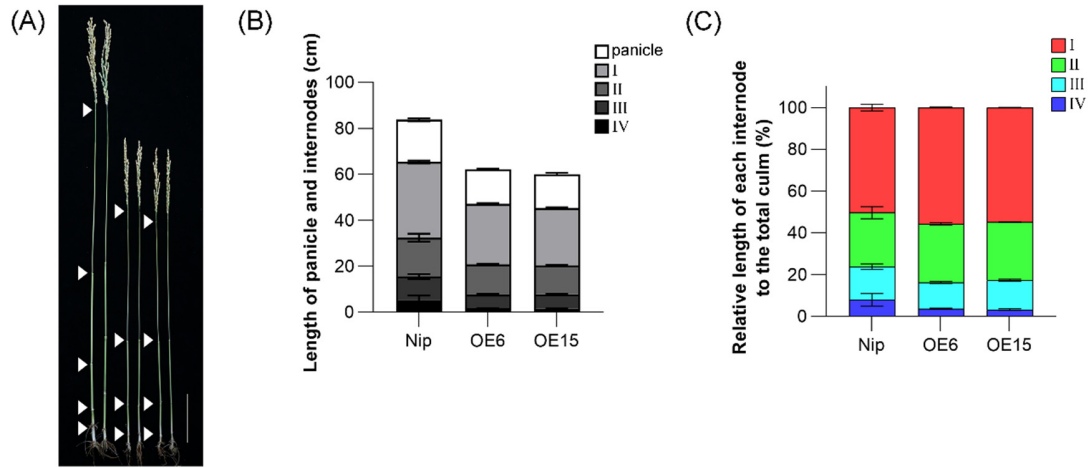 (A)
(B)
Length of panicle and internodes (cm)
100
80
60
40
20
0
Nip OE6 OE15
panicle
I
II
III
IV
(C)
Relative length of each internode
to the total culm (%)
100
80
60
40
20
0
Nip OE6 OE15
I
II
III
IV